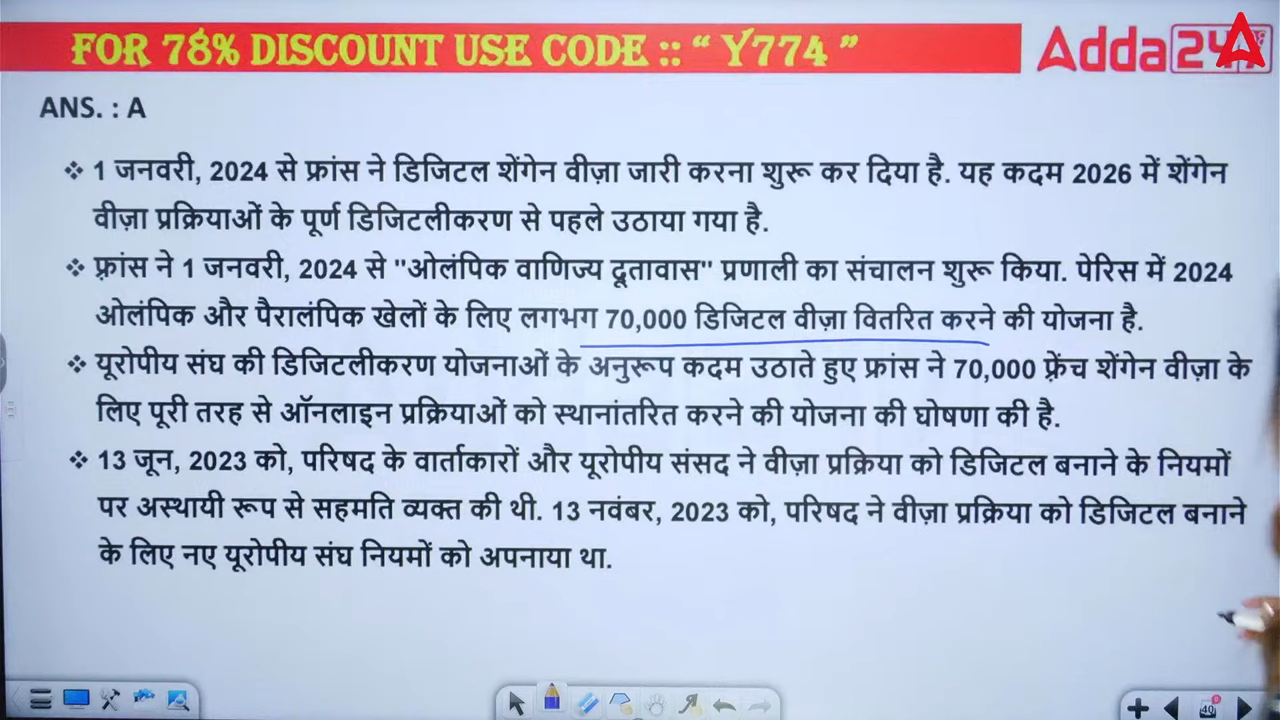 FOR 78% DISCOUNT USE CODE :: “ Y774 ”
Adda 24
ANS. : A
❖ 1 जनवरी, 2024 से फ्रांस ने डिजिटल शेंगेन वीज़ा जारी करना शुरू कर दिया है. यह कदम 2026 में शेंगेन
वीज़ा प्रक्रियाओं के पूर्ण डिजिटलीकरण से पहले उठाया गया है.
❖ फ़्रांस ने 1 जनवरी, 2024 से "ओलंपिक वाणिज्य दूतावास" प्रणाली का संचालन शुरू किया. पेरिस में 2024
ओलंपिक और पैरालंपिक खेलों के लिए लगभग 70,000 डिजिटल वीज़ा वितरित करने की योजना है.
❖ यूरोपीय संघ की डिजिटलीकरण योजनाओं के अनुरूप कदम उठाते हुए फ्रांस ने 70,000 फ़्रेंच शेंगेन वीज़ा के
लिए पूरी तरह से ऑनलाइन प्रक्रियाओं को स्थानांतरित करने की योजना की घोषणा की है.
❖ 13 जून, 2023 को, परिषद के वार्ताकारों और यूरोपीय संसद ने वीज़ा प्रक्रिया को डिजिटल बनाने के नियमों
पर अस्थायी रूप से सहमति व्यक्त की थी. 13 नवंबर, 2023 को, परिषद ने वीज़ा प्रक्रिया को डिजिटल बनाने
के लिए नए यूरोपीय संघ नियमों को अपनाया था.
40